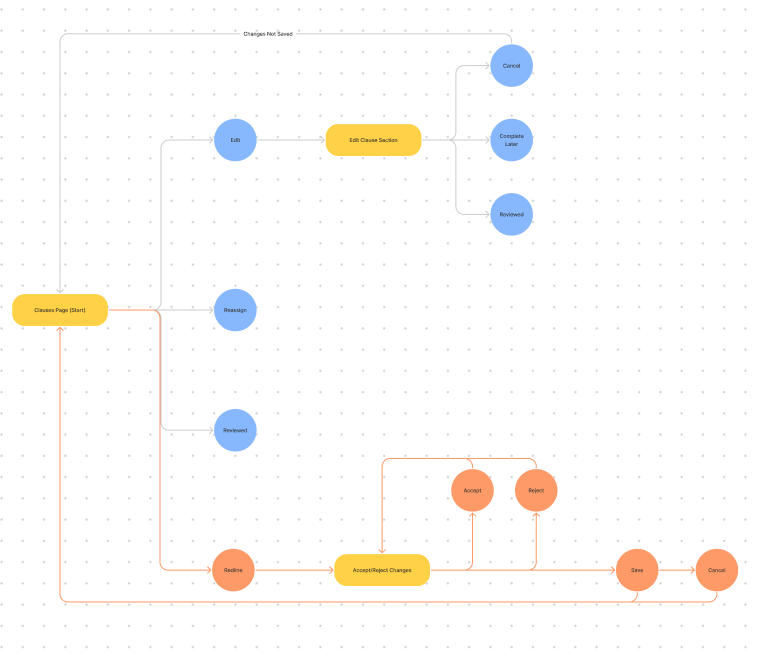 Changes Not Saved
Cancel
Edit
Edit Clause Section
Complete
Later
Reviewed
Clauses Page (Start)
Reassign
Reviewed
Accept
Reject
Redline
Accept/Reject Changes
Save
Cancel